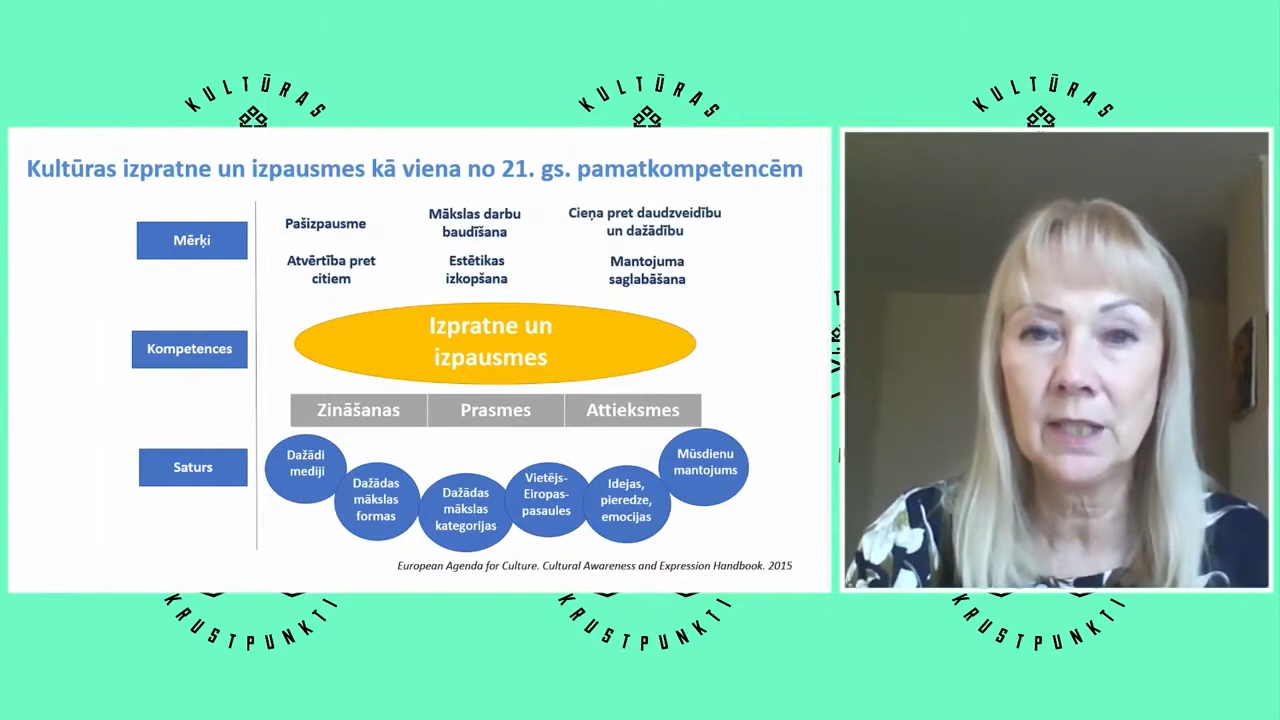 KULTŪRAS
KULTŪRAS
KULTŪRAS
Kultūras izpratne un izpausmes kā viena no 21. gs. pamatkompetencēm
Mērķi
Pašizpausme
Mākslas darbu
baudīšana
Cieņa pret daudzveidību
un dažādību
Atvērtība pret
citiem
Estētikas
izkopšana
Mantojuma
saglabāšana
Kompetences
Izpratne un
izpausmes
Zināšanas
Prasmes
Attieksmes
Saturs
Dažādi
mediji
Dažādas
mākslas
formas
Dažādas
mākslas
kategorijas
Vietējs-
Eiropas-
pasaules
Idejas,
pieredze,
emocijas
Mūsdienu
mantojums
European Agenda for Culture. Cultural Awareness and Expression Handbook. 2015
KRUSTPUNKTI
KRUSTPUNKTI
KRUSTPUNKTI